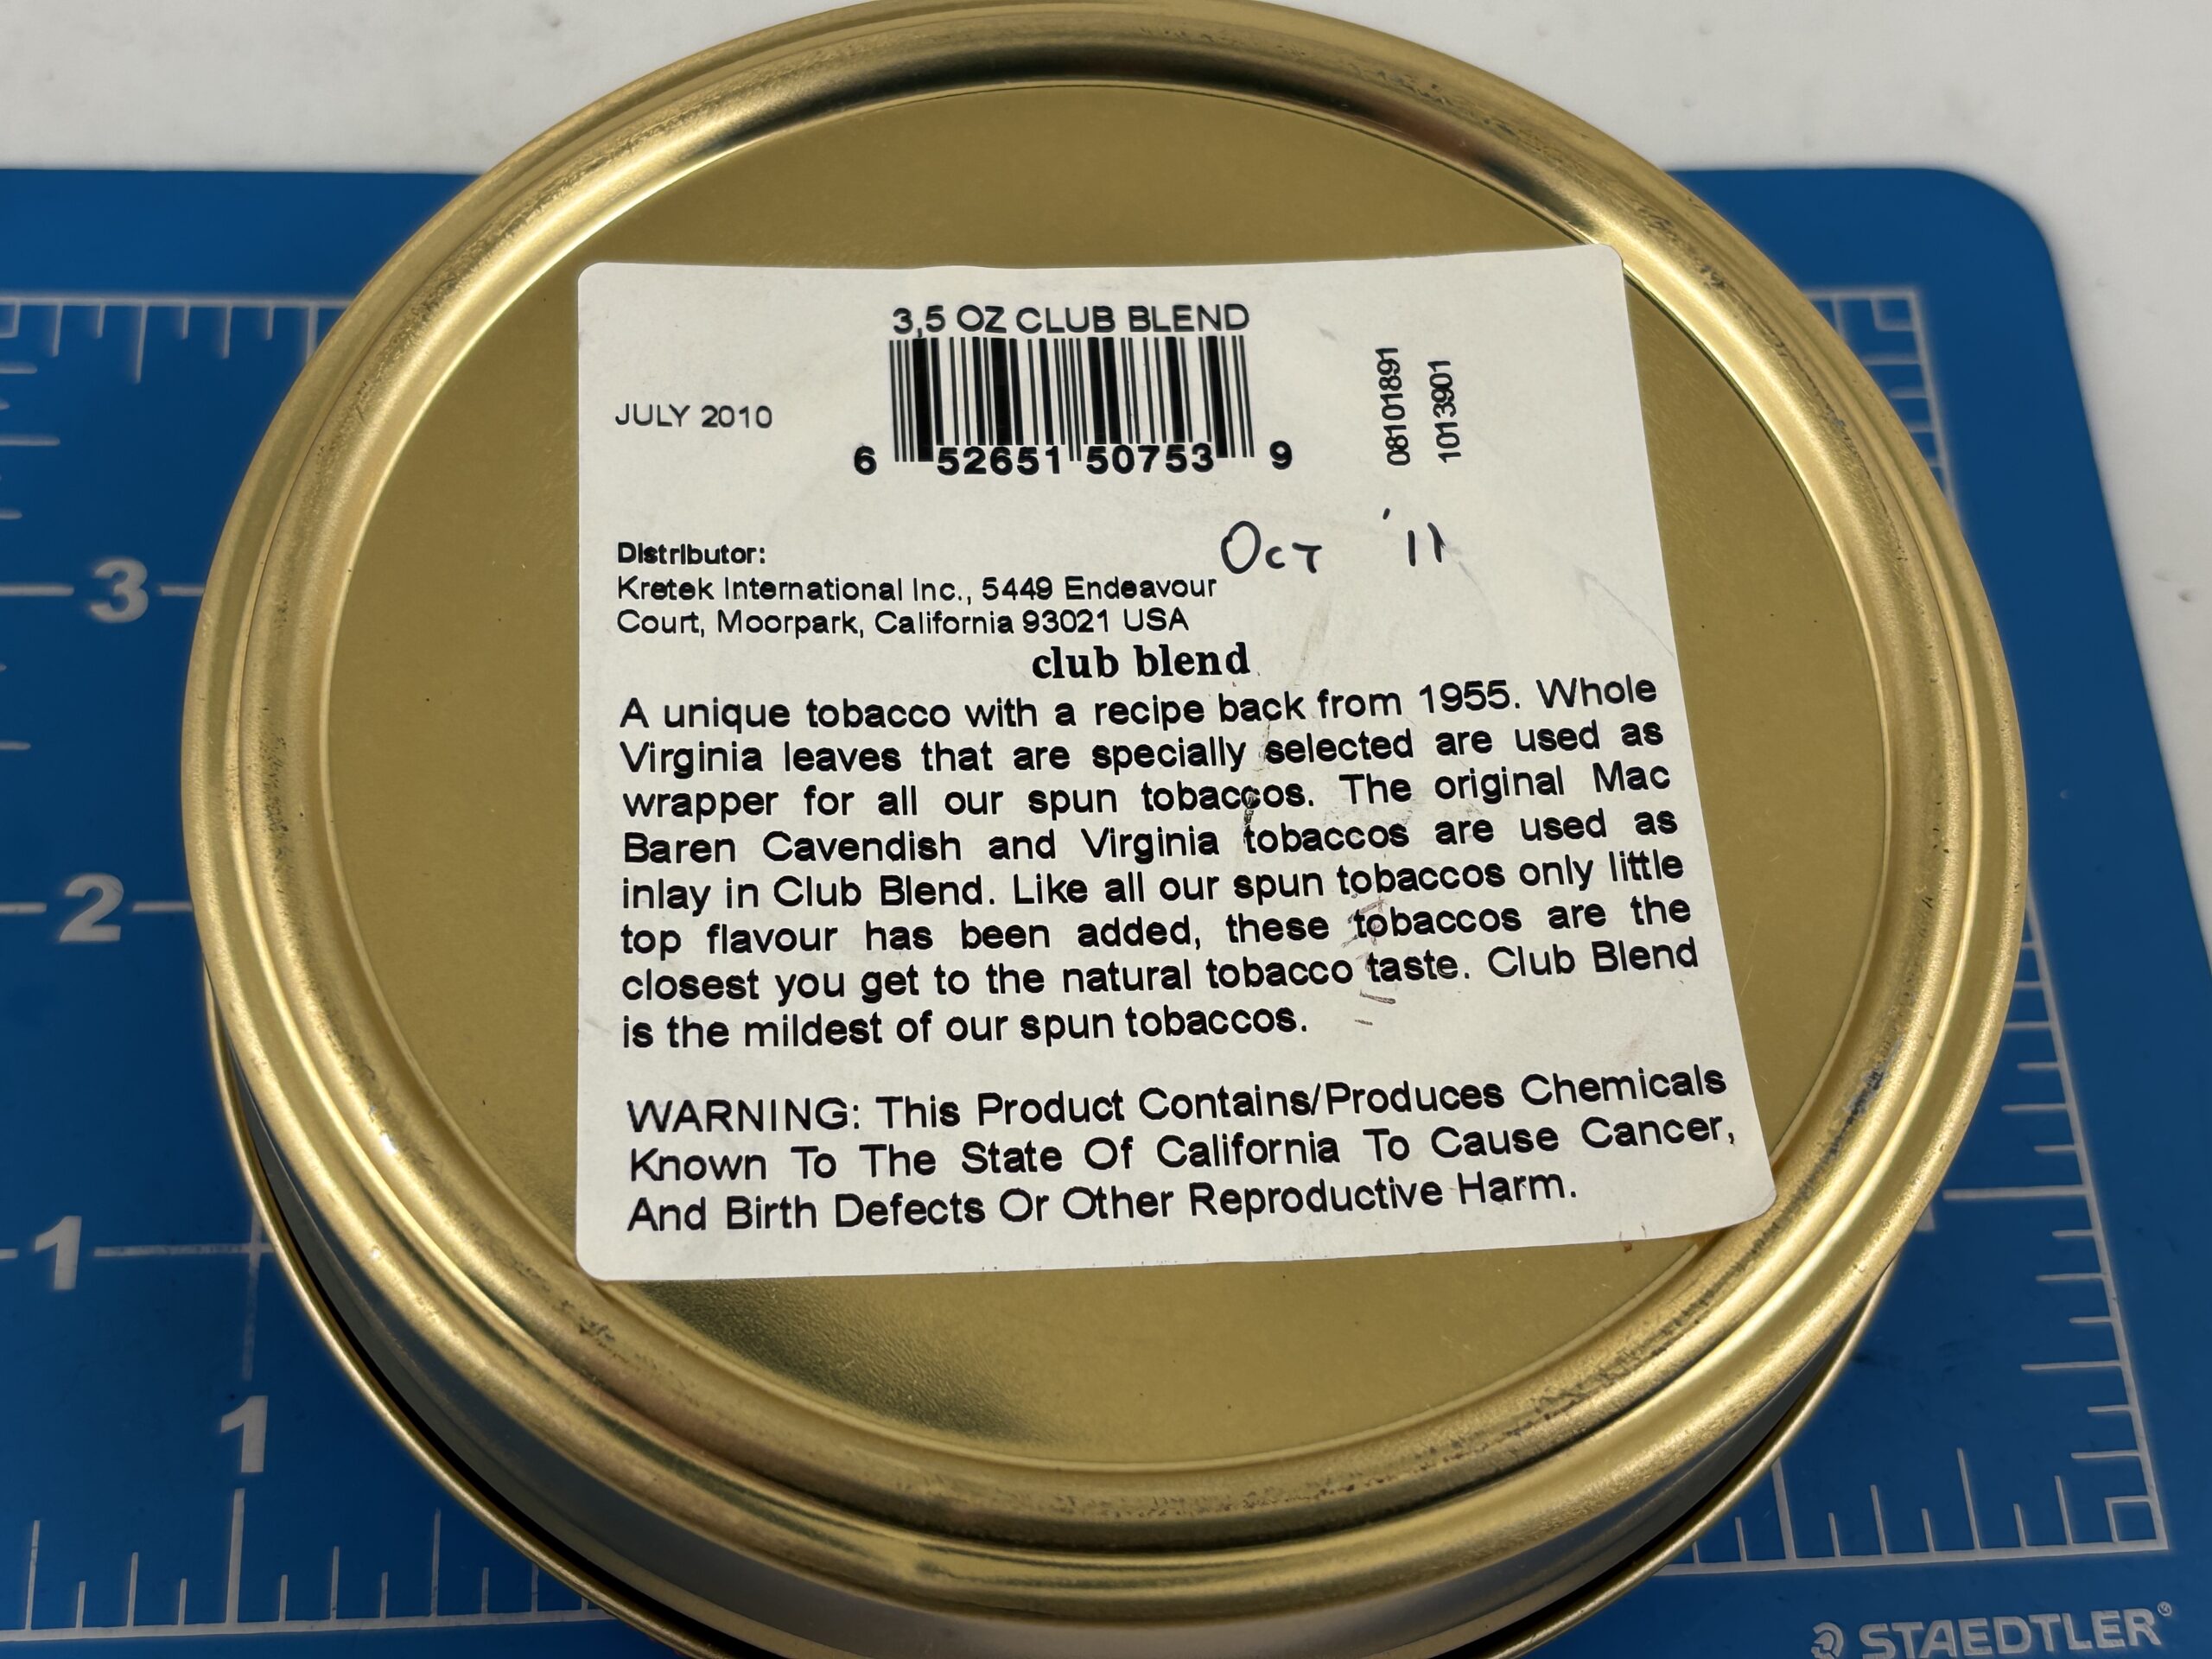 3,5 OZ CLUB BLEND
JULY 2010
6 52651 50753 9
08101891
1013901
Oct '11
Distributor:
Kretek International Inc., 5449 Endeavour
Court, Moorpark, California 93021 USA
club blend
A unique tobacco with a recipe back from 1955. Whole
Virginia leaves that are specially selected are used as
wrapper for all our spun tobaccos. The original Mac
Baren Cavendish and Virginia tobaccos are used as
inlay in Club Blend. Like all our spun tobaccos only little
top flavour has been added, these tobaccos are the
closest you get to the natural tobacco taste. Club Blend
is the mildest of our spun tobaccos.
WARNING: This Product Contains/Produces Chemicals
Known To The State Of California To Cause Cancer,
And Birth Defects Or Other Reproductive Harm.
3
2
1
1
STAEDTLER®